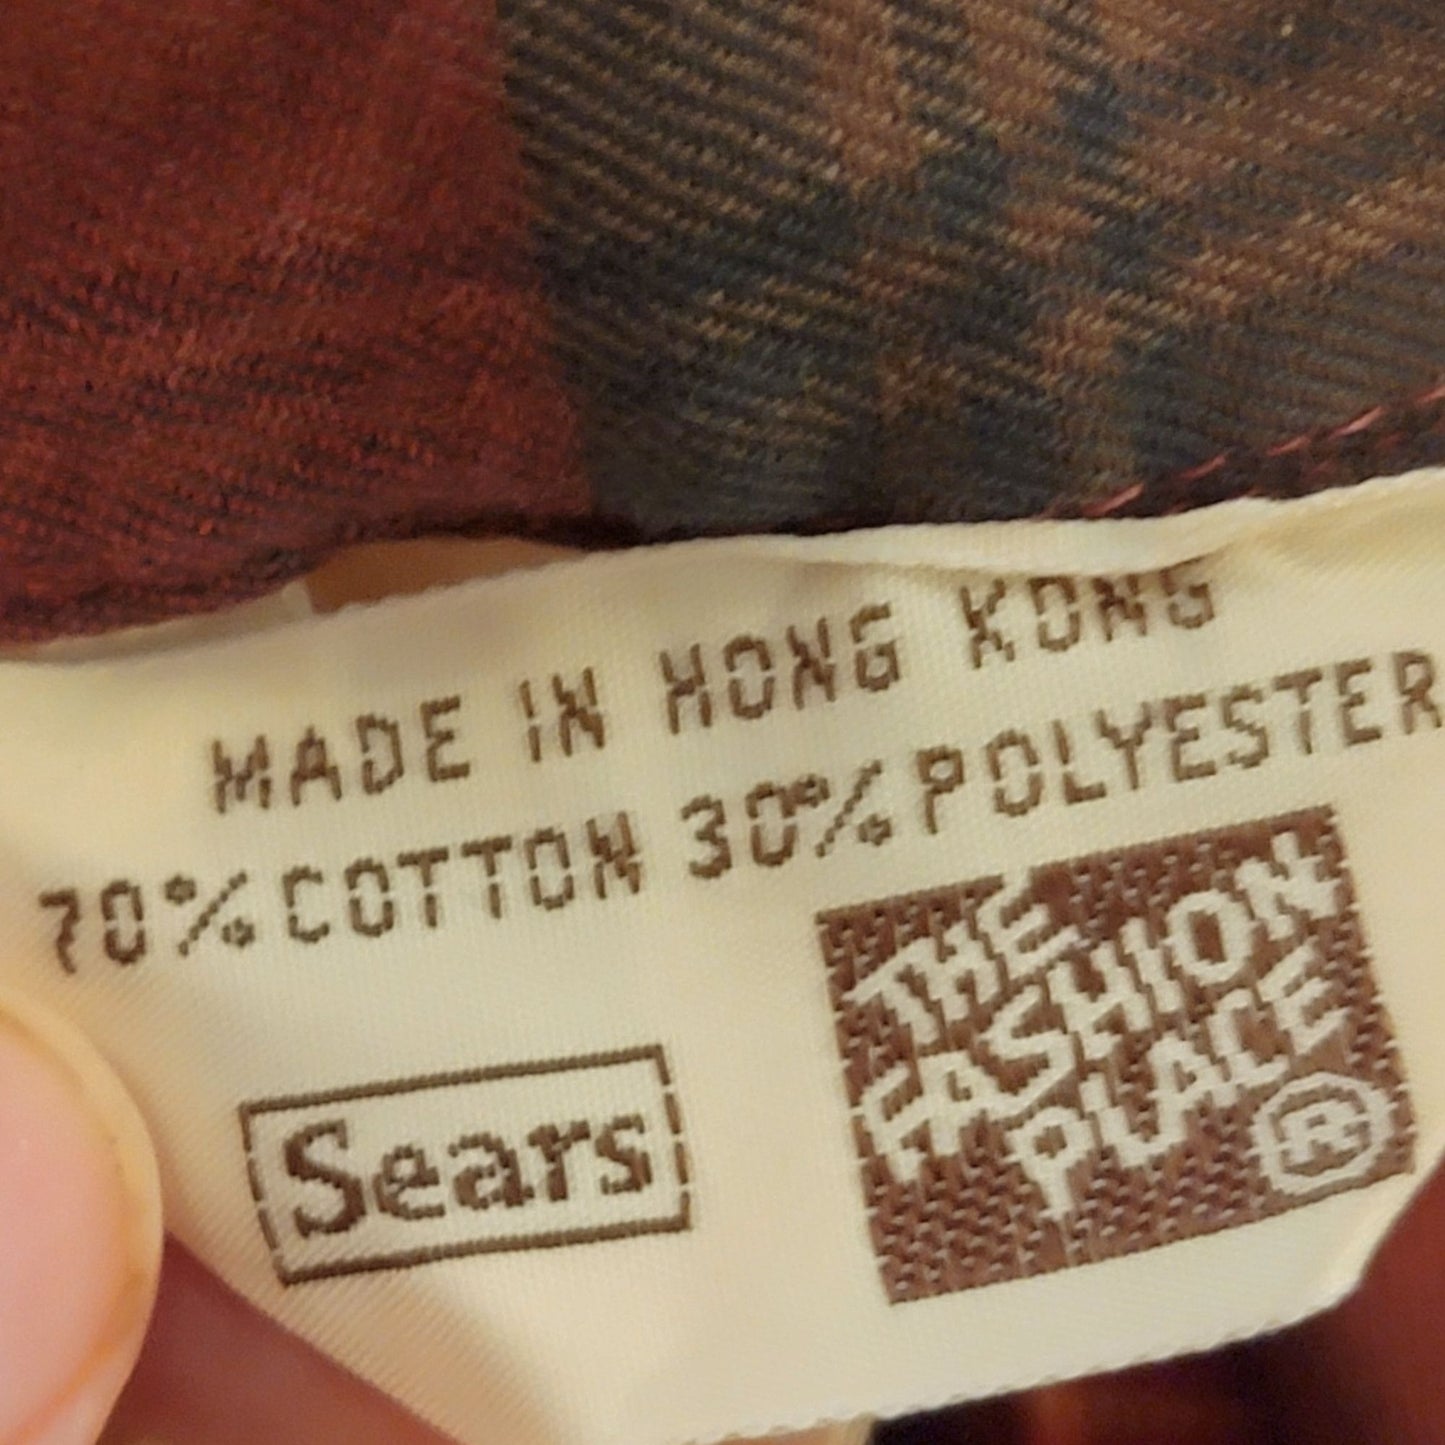 MADE IN HONG KONG
70% COTTON 30% POLYESTER
Sears
THE
FASHION
PLACE
®